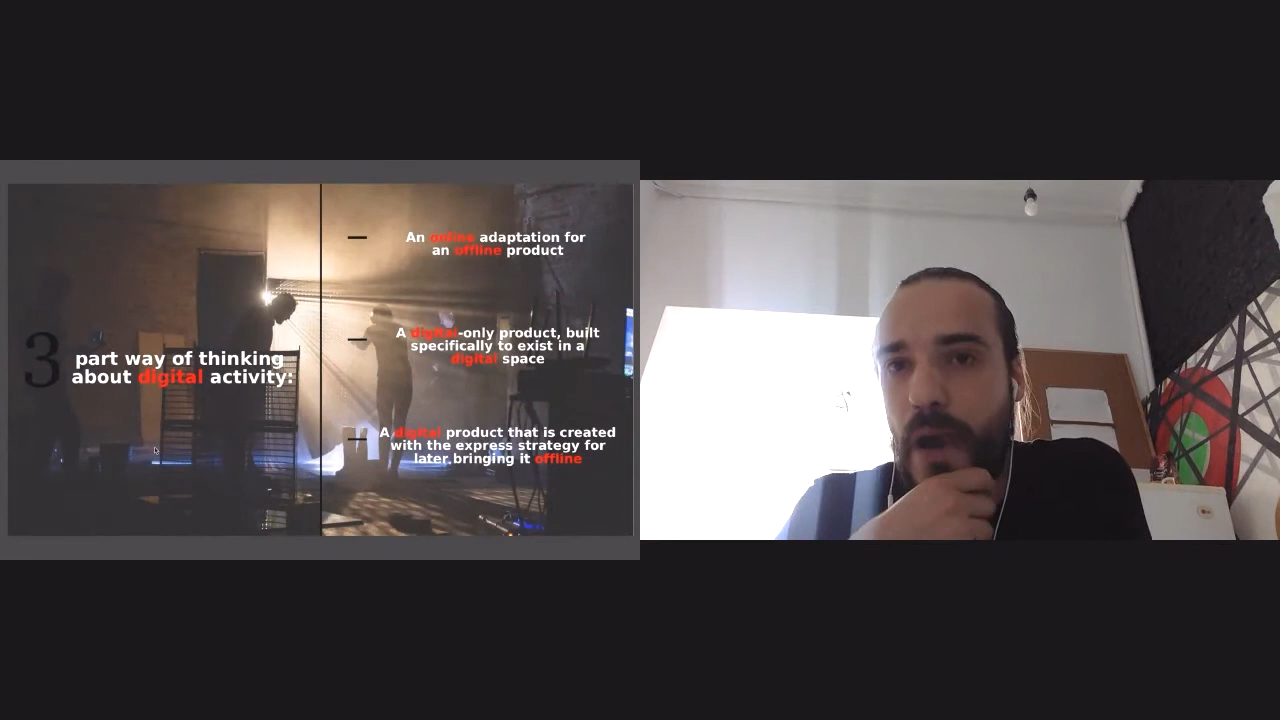 3
part way of thinking
about digital activity:
An online adaptation for
an offline product
A digital-only product, built
specifically to exist in a
digital space
A digital product that is created
with the express strategy for
later bringing it offline